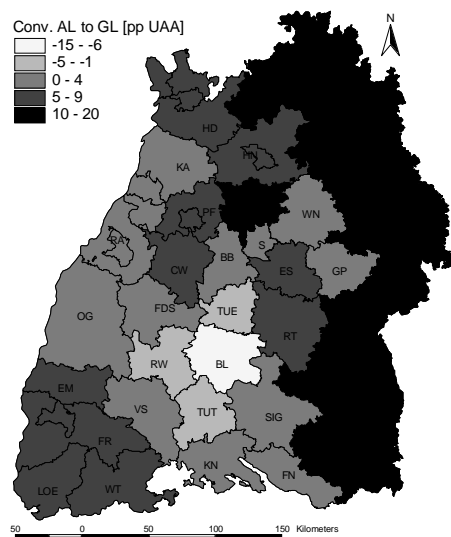 Conv. AL to GL [pp UAA]
-15 - -6
-5 - -1
0 - 4
5 - 9
10 - 20
N
HD
HN
KA
PF
WN
RA
S
CW
BB
ES
GP
OG
FDS
TUE
RT
RW
BL
EM
VS
TUT
SIG
FR
KN
FN
LOE
WT
50 0 50 100 150 Kilometers